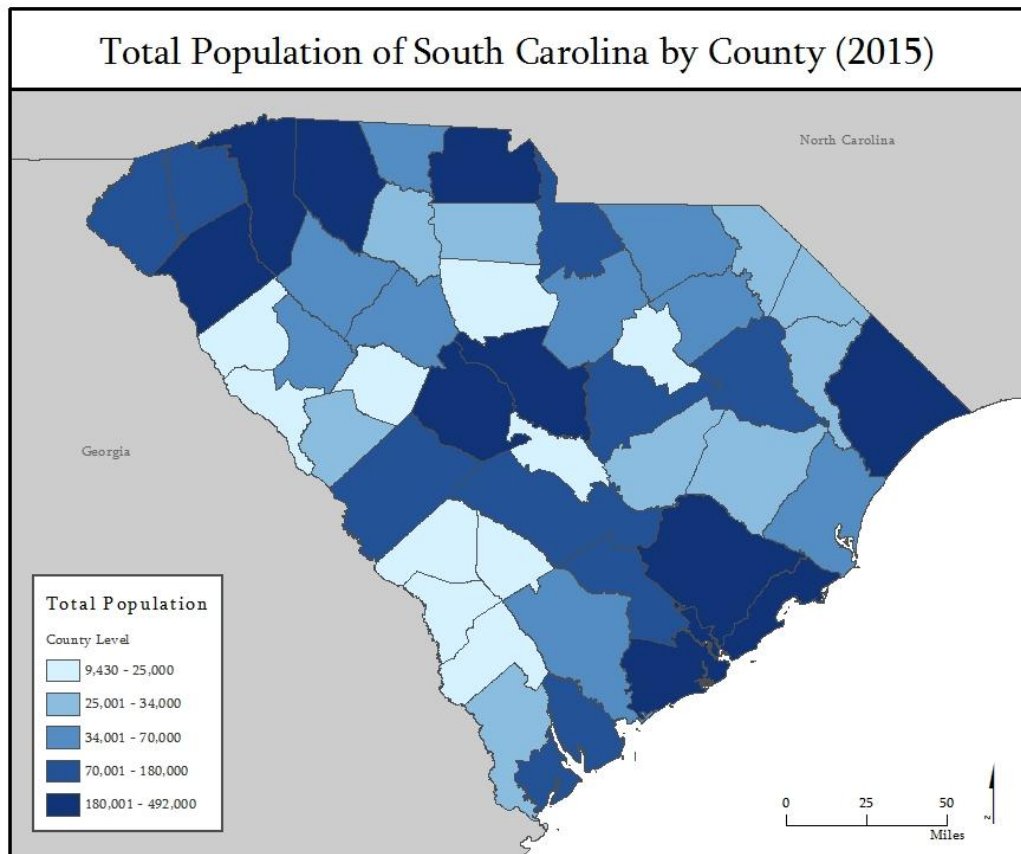 Total Population of South Carolina by County (2015)
North Carolina
Georgia
Total Population
County Level
9,430 - 25,000
25,001 - 34,000
34,001 - 70,000
70,001 - 180,000
180,001 - 492,000
0 25 50
Miles
N